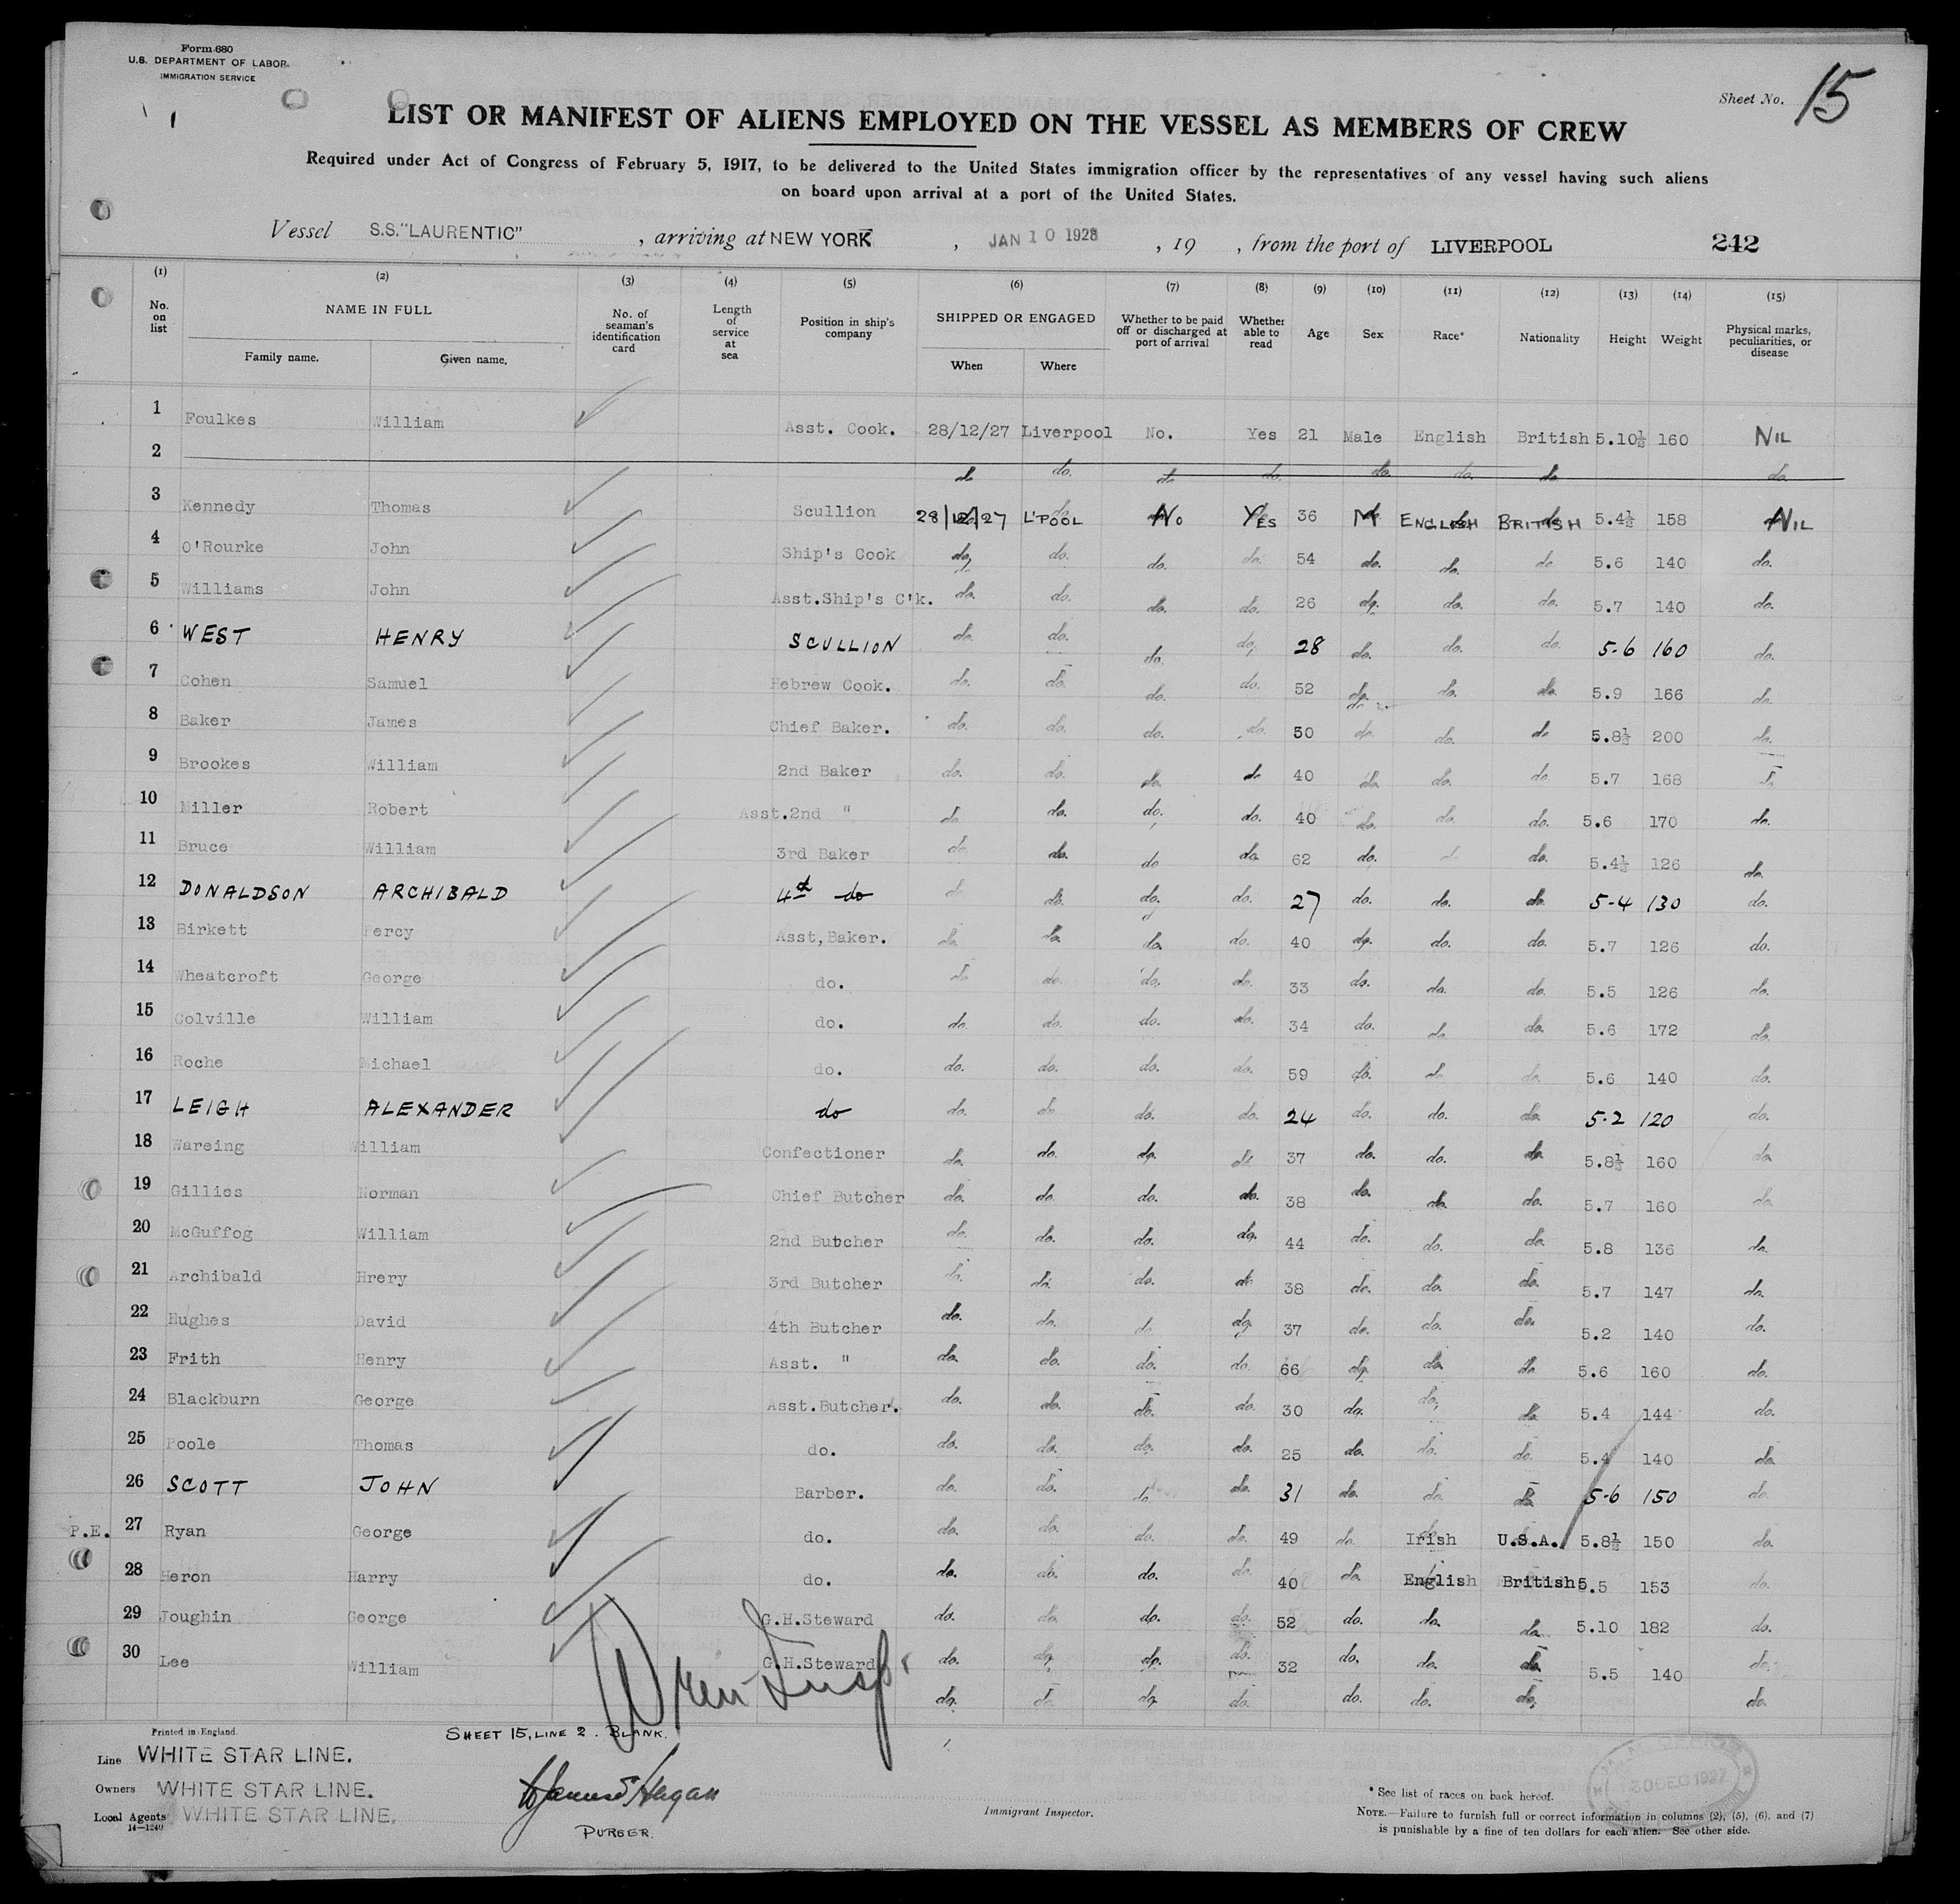 Form 680
U.S. DEPARTMENT OF LABOR
IMMIGRATION SERVICE
Sheet No. 15
LIST OR MANIFEST OF ALIENS EMPLOYED ON THE VESSEL AS MEMBERS OF CREW
Required under Act of Congress of February 5, 1917, to be delivered to the United States immigration officer by the representatives of any vessel having such aliens
on board upon arrival at a port of the United States.
Vessel S.S. "LAURENTIC" , arriving at NEW YORK , JAN 10 1928 , 19 , from the port of LIVERPOOL 242
(1) (2) (3) (4) (5) (6) (7) (8) (9) (10) (11) (12) (13) (14) (15)
No. on list NAME IN FULL Family name. Given name. No. of seaman's identification card Length of service at sea Position in ship's company SHIPPED OR ENGAGED When Where Whether to be paid off or discharged at port of arrival Whether able to read Age Sex Race* Nationality Height Weight Physical marks, peculiarities, or disease
1 Foulkes William Asst. Cook. 28/12/27 Liverpool No. Yes 21 Male English British 5.10½ 160 NIL
2 do do. do do. do. do. do do.
3 Kennedy Thomas Scullion 28/12/27 L'POOL No YES 36 M ENGLISH BRITISH 5.4½ 158 NIL
4 O'Rourke John Ship's Cook do. do. do. do. 54 do. do. do 5.6 140 do.
5 Williams John Asst.Ship's C'k. do. do. do. do. 26 do. do. do. 5.7 140 do.
6 WEST HENRY SCULLION do. do. do. do. 28 do. do. do. 5-6 160 do.
7 Cohen Samuel Hebrew Cook. do. do. do. do. 52 do. do. do. 5.9 166 do.
8 Baker James Chief Baker. do. do. do. do. 50 do. do. do 5.8½ 200 do.
9 Brookes William 2nd Baker do. do. do. do 40 do. do. do. 5.7 168
10 Miller Robert Asst.2nd " do. do. do. do. 40 do. do. do. 5.6 170 do.
11 Bruce William 3rd Baker do. do. do do. 62 do. do. do. 5.4½ 126 do.
12 DONALDSON ARCHIBALD 4th do do. do. do. do. 27 do. do. do. 5-4 130 do.
13 Birkett Percy Asst,Baker. do. do. do. do. 40 do. do. do. 5.7 126 do.
14 Wheatcroft George do. do. do. do. do. 33 do. do. do. 5.5 126 do.
15 Colville William do. do. do. do. do. 34 do. do. do. 5.6 172 do.
16 Roche Michael do. do. do. do. do. 59 do. do. do. 5.6 140 do.
17 LEIGH ALEXANDER do do. do. do. do. 24 do. do. do. 5-2 120 do.
18 Wareing William Confectioner do. do. do. do. 37 do. do. do. 5.8½ 160 do
19 Gillies Norman Chief Butcher do. do. do. do. 38 do. do. do. 5.7 160 do.
20 McGuffog William 2nd Butcher do. do. do. do. 44 do. do. do. 5.8 136 do.
21 Archibald Hrery 3rd Butcher do. do. do. do 38 do. do. do. 5.7 147 do.
22 Hughes David 4th Butcher do. do. do do. 37 do. do. do. 5.2 140 do.
23 Frith Henry Asst. " do. do. do. do. 66 do. do. do. 5.6 160 do.
24 Blackburn George Asst.Butcher. do. do. do. do. 30 do. do. do. 5.4 144 do.
25 Poole Thomas do. do. do. do. do. 25 do. do. do. 5.4 140 do.
26 SCOTT JOHN Barber. do. do. do. do. 31 do. do. do. 5-6 150 do.
P.E. 27 Ryan George do. do. do. do. do. 49 do. Irish U.S.A. 5.8½ 150 do.
28 Heron Harry do. do. do. do. do. 40 do. English British 5.5 153 do.
29 Joughin George G.H.Steward do. do. do. do. 52 do. do. do. 5.10 182 do.
30 Lee William G.H.Steward do. do. do. do. 32 do. do. do. 5.5 140 do.
do. do. do. do. do. do. do. do.
Printed in England.
SHEET 15, LINE 2. BLANK.
Line WHITE STAR LINE.
Owners WHITE STAR LINE.
Local Agents WHITE STAR LINE.
14-1240
PURSER.
Immigrant Inspector.
30 DEC 1927
* See list of races on back hereof.
NOTE.—Failure to furnish full or correct information in columns (2), (5), (6), and (7)
is punishable by a fine of ten dollars for each alien. See other side.